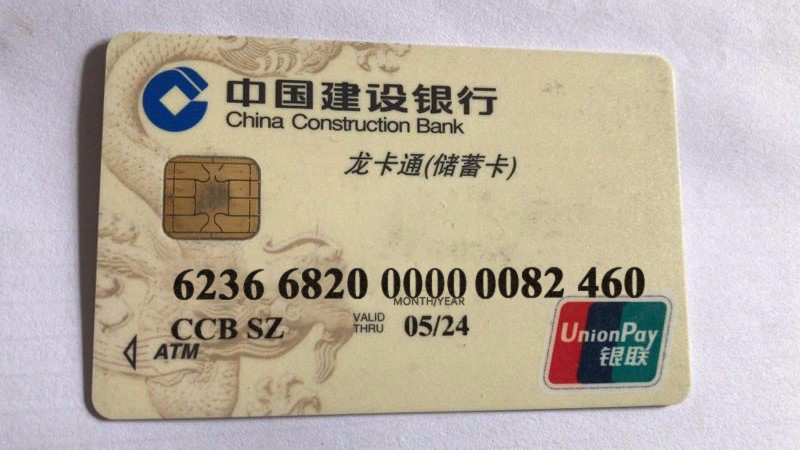 中国建设银行
China Construction Bank
龙卡通(储蓄卡)
6236 6820 0000 0082 460
MONTH/YEAR
CCB SZ VALID THRU 05/24
ATM
UnionPay
银联